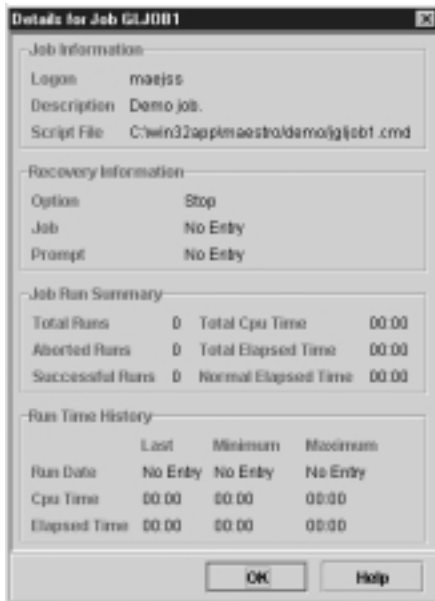 Details for Job GLJOB1
Job Information
Logon maejss
Description Demo job.
Script File C:\win32app\maestro\demo\jgljob1.cmd
Recovery Information
Option Stop
Job No Entry
Prompt No Entry
Job Run Summary
Total Runs 0 Total Cpu Time 00:00
Aborted Runs 0 Total Elapsed Time 00:00
Successful Runs 0 Normal Elapsed Time 00:00
Run Time History
Last Minimum Maximum
Run Date No Entry No Entry No Entry
Cpu Time 00:00 00:00 00:00
Elapsed Time 00:00 00:00 00:00
OK Help